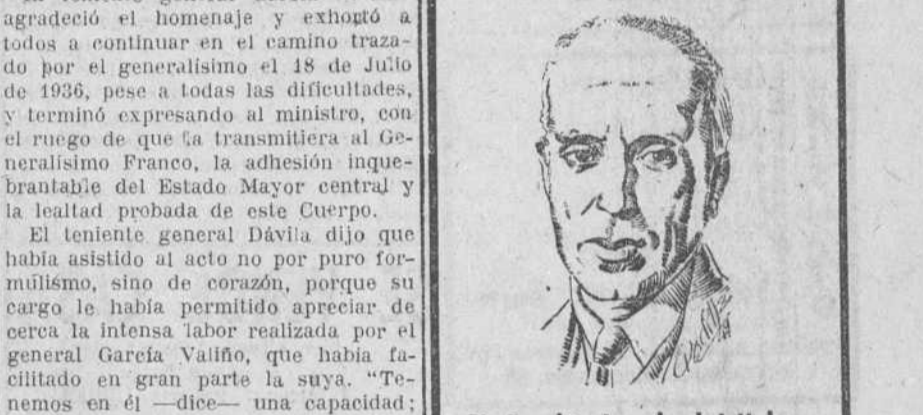 agradeció el homenaje y exhortó a
todos a continuar en el camino traza-
do por el generalísimo el 18 de Julio
de 1936, pese a todas las dificultades,
y terminó expresando al ministro, con
el ruego de que la transmitiera al Ge-
neralísimo Franco, la adhesión inque-
brantable del Estado Mayor central y
la lealtad probada de este Cuerpo.
El teniente general Dávila dijo que
había asistido al acto no por puro for-
mulismo, sino de corazón, porque su
cargo le había permitido apreciar de
cerca la intensa labor realizada por el
general García Valiño, que había fa-
cilitado en gran parte la suya. "Te-
nemos en él —dice— una capacidad;